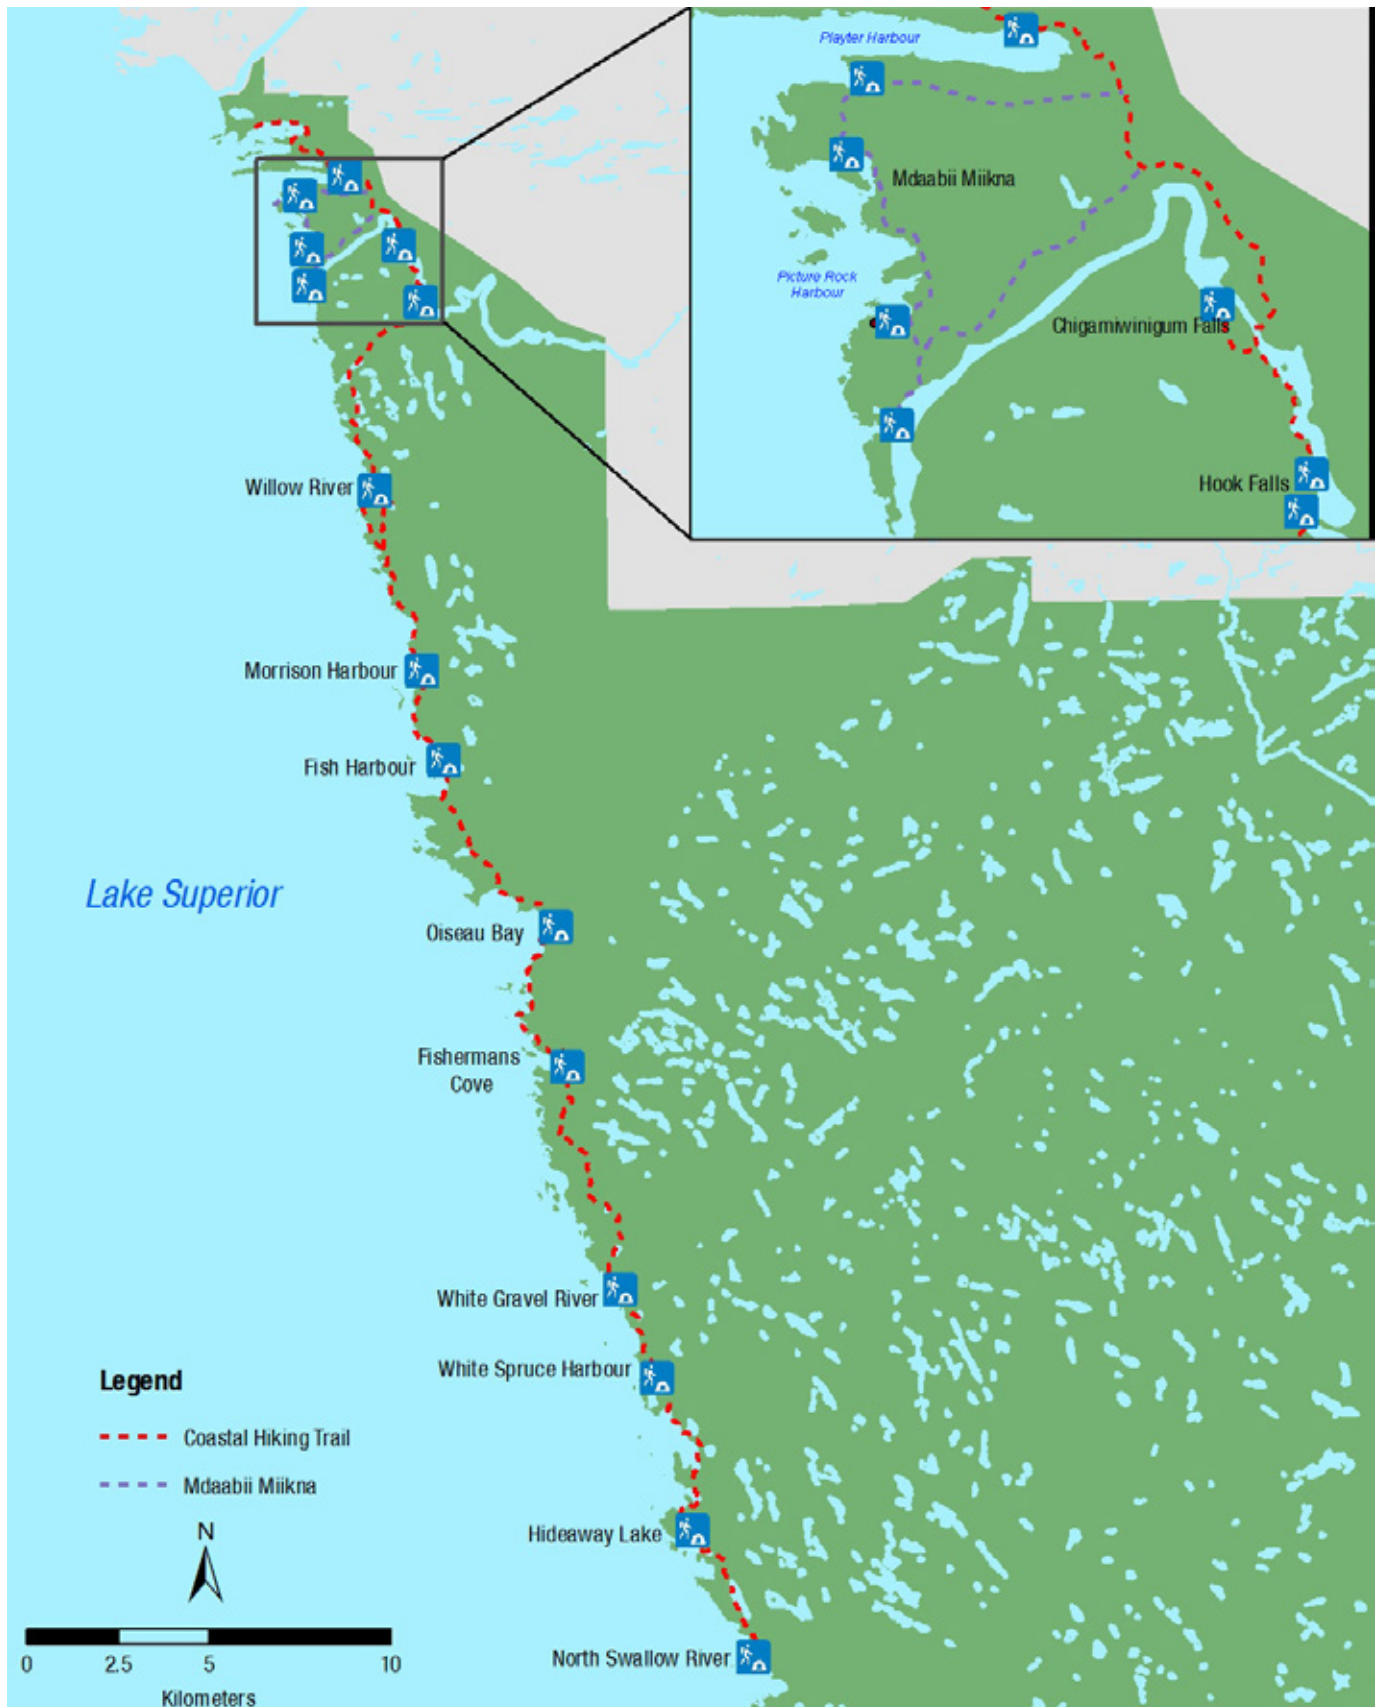 Playter Harbour
Mdaabii Miikna
Picture Rock
Harbour
Chigamiwinigum Falls
Hook Falls
Willow River
Morrison Harbour
Fish Harbour
Lake Superior
Oiseau Bay
Fishermans
Cove
White Gravel River
White Spruce Harbour
Legend
Coastal Hiking Trail
Mdaabii Miikna
N
Hideaway Lake
0 2.5 5 10
Kilometers
North Swallow River